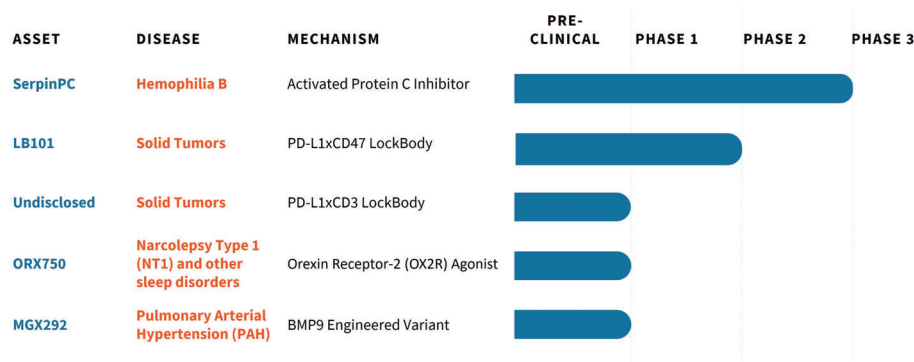 PRE-
ASSET DISEASE MECHANISM CLINICAL PHASE 1 PHASE 2 PHASE 3
SerpinPC Hemophilia B Activated Protein C Inhibitor
LB101 Solid Tumors PD-L1xCD47 LockBody
Undisclosed Solid Tumors PD-L1xCD3 LockBody
Narcolepsy Type 1
ORX750 (NT1) and other Orexin Receptor-2 (OX2R) Agonist
sleep disorders
Pulmonary Arterial
MGX292 Hypertension (PAH) BMP9 Engineered Variant